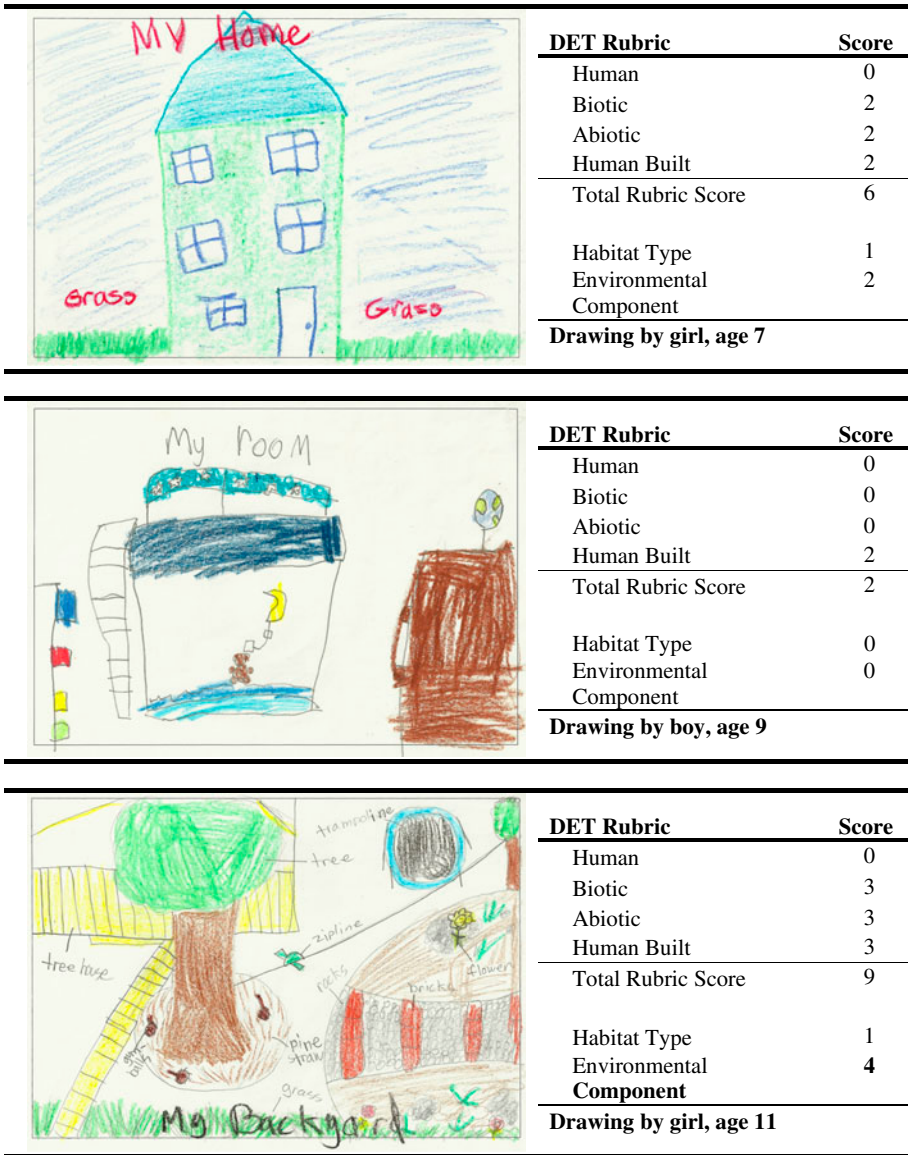 My Home
Grass
Grass
DET Rubric Score
Human 0
Biotic 2
Abiotic 2
Human Built 2
Total Rubric Score 6
Habitat Type 1
Environmental 2
Component
Drawing by girl, age 7
My room
DET Rubric Score
Human 0
Biotic 0
Abiotic 0
Human Built 2
Total Rubric Score 2
Habitat Type 0
Environmental 0
Component
Drawing by boy, age 9
trampoline
tree
zipline
tree house
rocks
flower
bricks
gum
balls
pine
straw
grass
My Backyard
DET Rubric Score
Human 0
Biotic 3
Abiotic 3
Human Built 3
Total Rubric Score 9
Habitat Type 1
Environmental 4
Component
Drawing by girl, age 11